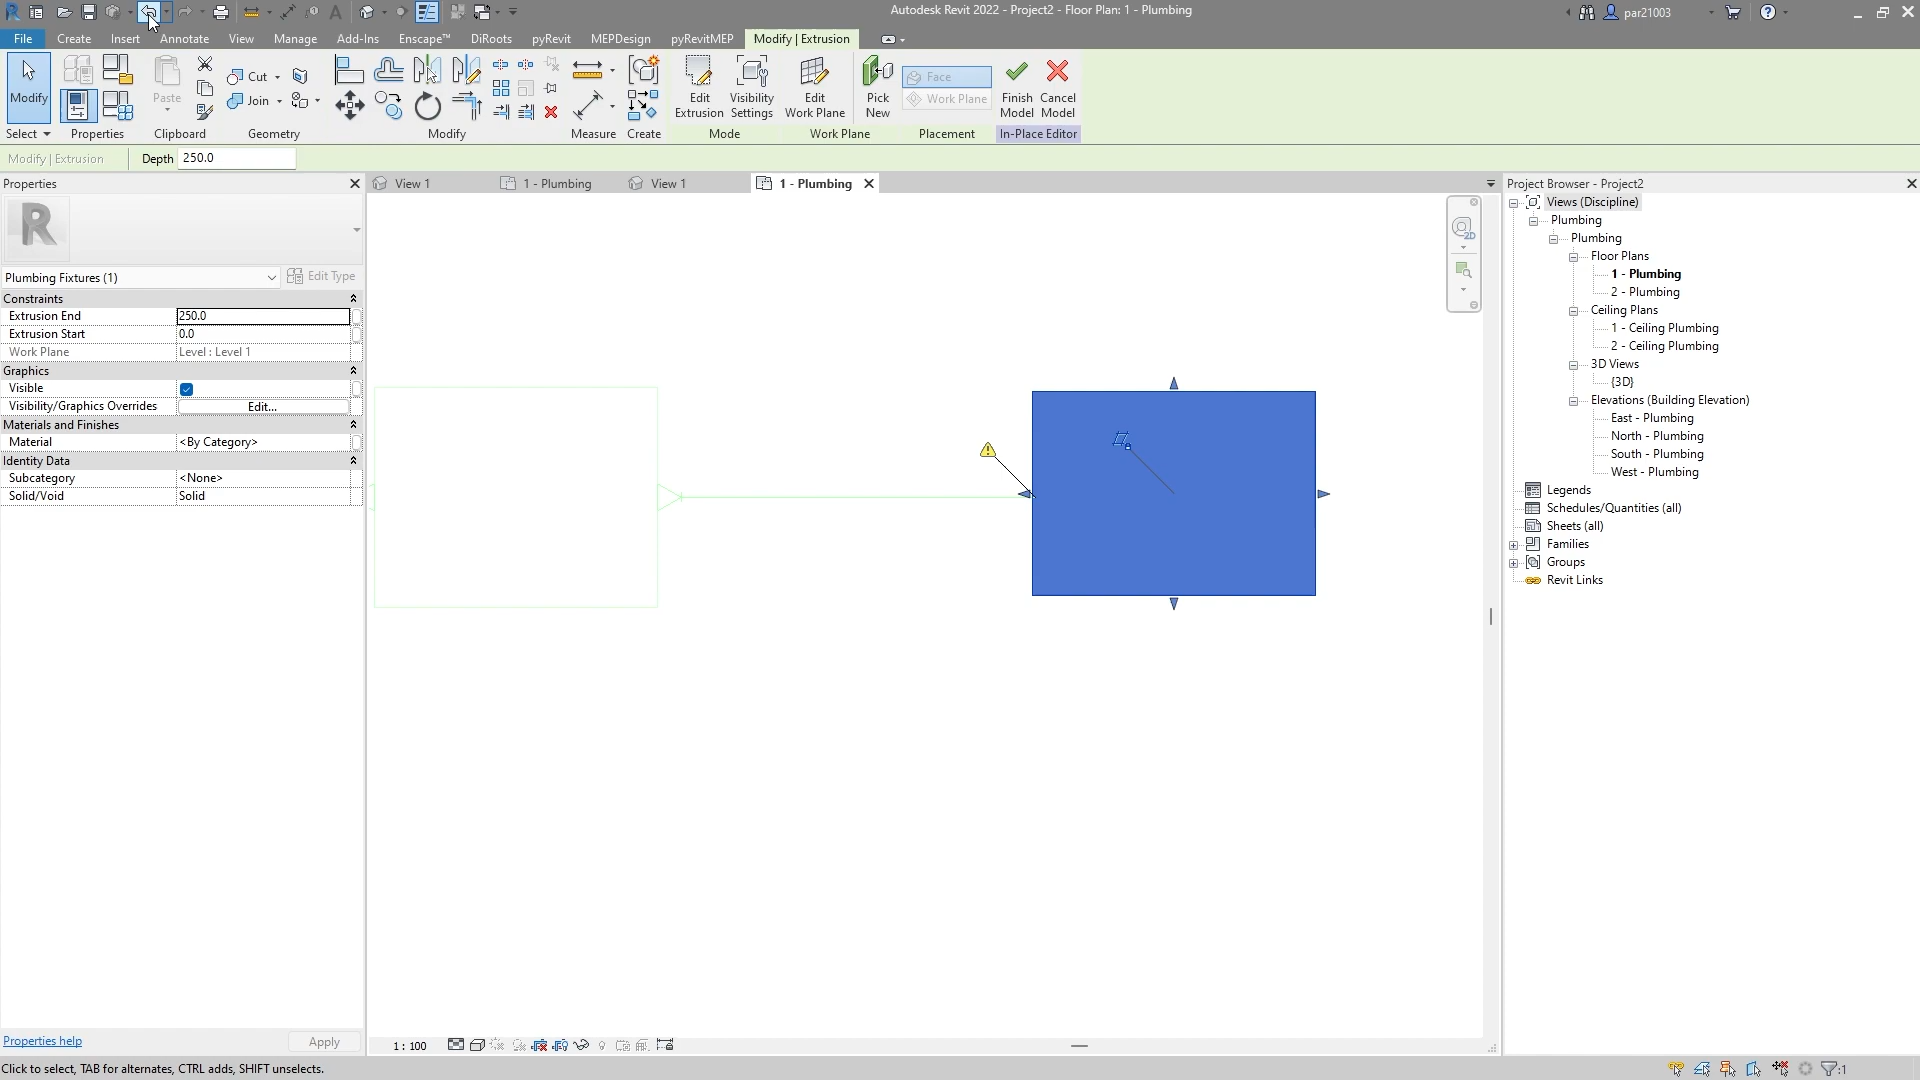 Autodesk Revit 2022 - Project2 - Floor Plan: 1 - Plumbing
par21003
File Create Insert Annotate View Manage Add-Ins Enscape™ DiRoots pyRevit MEPDesign pyRevitMEP Modify | Extrusion
Modify
Paste
Cut
Join
Edit Extrusion
Visibility Settings
Edit Work Plane
Pick New
Face
Work Plane
Finish Model
Cancel Model
Select Properties Clipboard Geometry Modify Measure Create Mode Work Plane Placement In-Place Editor
Modify | Extrusion Depth 250.0
Properties
R
Plumbing Fixtures (1) Edit Type
Constraints
Extrusion End 250.0
Extrusion Start 0.0
Work Plane Level : Level 1
Graphics
Visible
Visibility/Graphics Overrides Edit...
Materials and Finishes
Material <By Category>
Identity Data
Subcategory <None>
Solid/Void Solid
Properties help Apply
View 1 1 - Plumbing View 1 1 - Plumbing
2D
1 : 100
Project Browser - Project2
Views (Discipline)
Plumbing
Plumbing
Floor Plans
1 - Plumbing
2 - Plumbing
Ceiling Plans
1 - Ceiling Plumbing
2 - Ceiling Plumbing
3D Views
{3D}
Elevations (Building Elevation)
East - Plumbing
North - Plumbing
South - Plumbing
West - Plumbing
Legends
Schedules/Quantities (all)
Sheets (all)
Families
Groups
Revit Links
Click to select, TAB for alternates, CTRL adds, SHIFT unselects.
:1